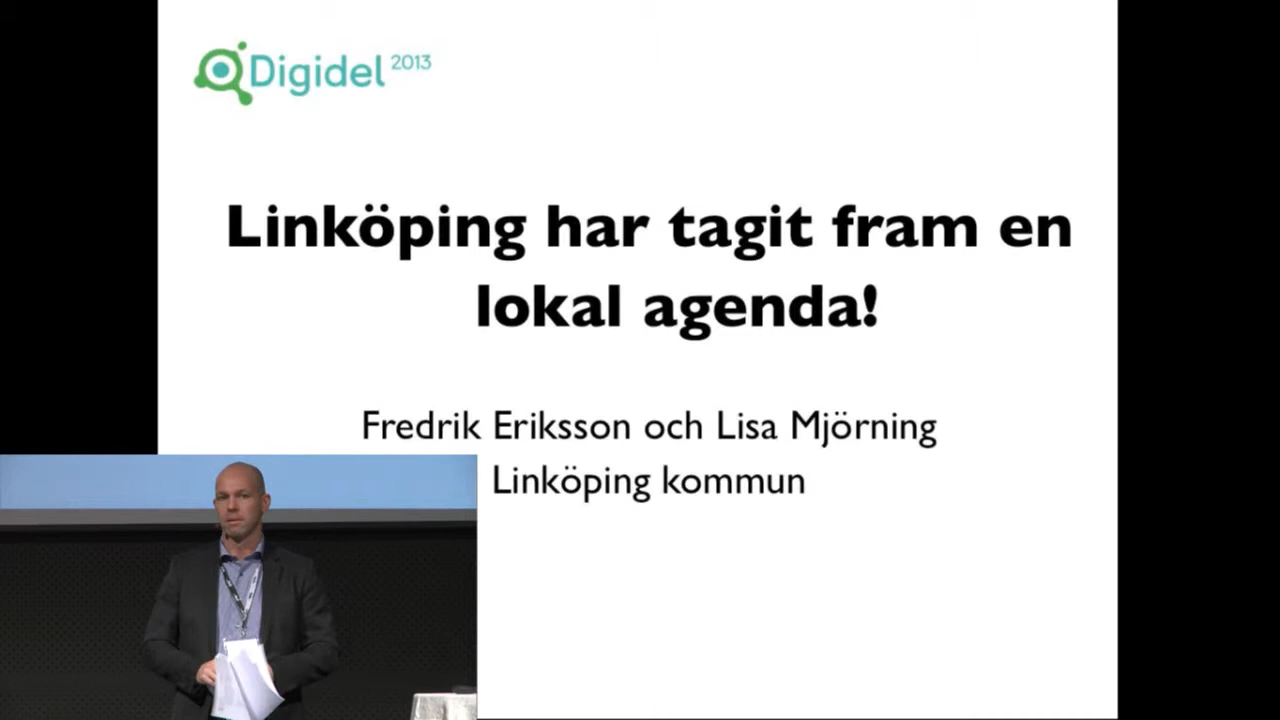 Digidel 2013
Linköping har tagit fram en
lokal agenda!
Fredrik Eriksson och Lisa Mjörning
Linköping kommun